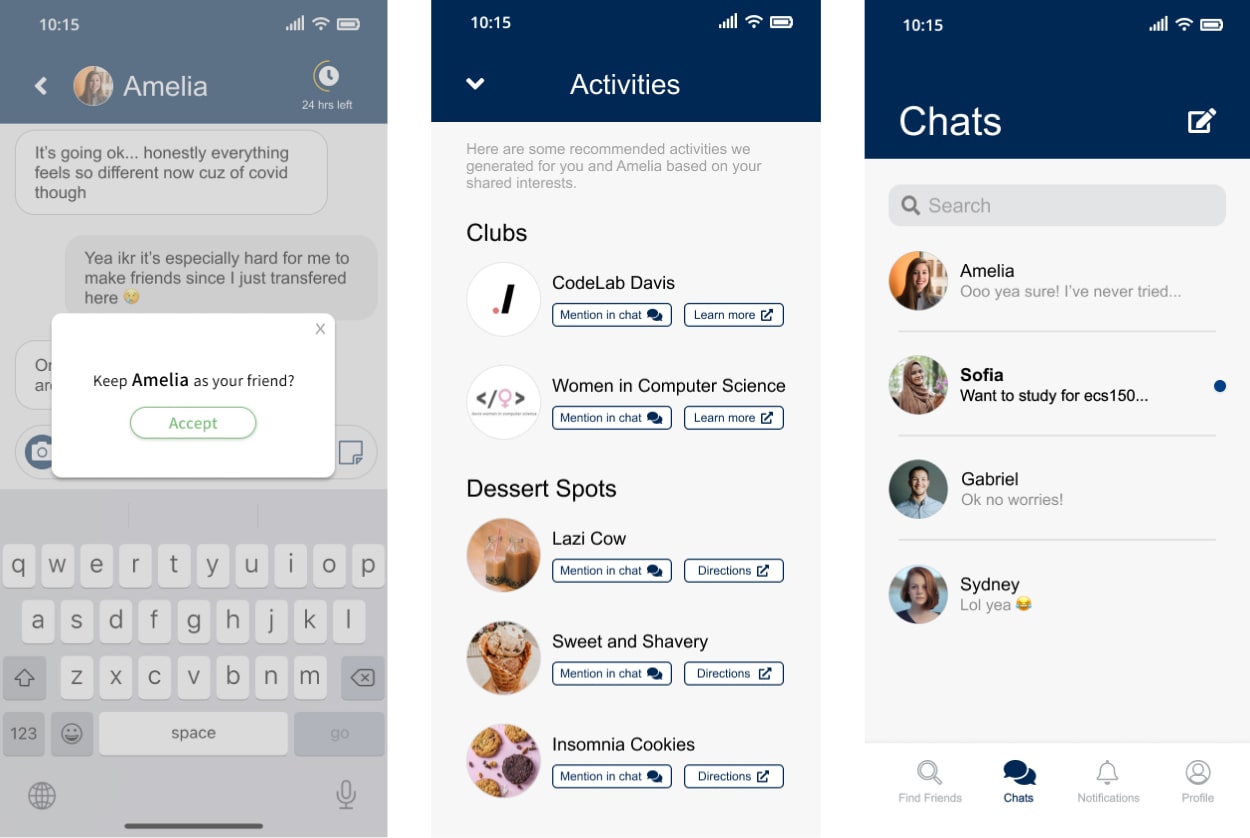 10:15
Amelia
24 hrs left
It's going ok... honestly everything
feels so different now cuz of covid
though
Yea ikr it's especially hard for me to
make friends since I just transfered
here 😢
X
Keep Amelia as your friend?
Accept
q w e r t y u i o p
a s d f g h j k l
z x c v b n m
123
space
go
10:15
Activities
Here are some recommended activities we
generated for you and Amelia based on your
shared interests.
Clubs
CodeLab Davis
Mention in chat
Learn more
</♀>
Women in Computer Science
Mention in chat
Learn more
Dessert Spots
Lazi Cow
Mention in chat
Directions
Sweet and Shavery
Mention in chat
Directions
Insomnia Cookies
Mention in chat
Directions
10:15
Chats
Search
Amelia
Ooo yea sure! I've never tried...
Sofia
Want to study for ecs150...
Gabriel
Ok no worries!
Sydney
Lol yea 😂
Find Friends
Chats
Notifications
Profile